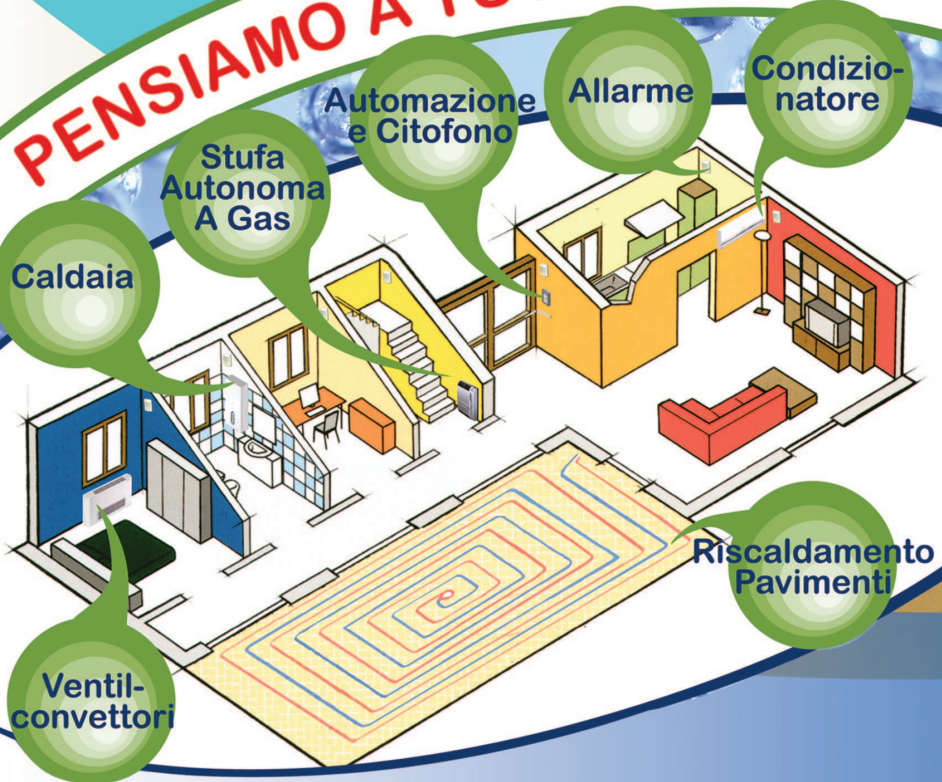 PENSIAMO A
Automazione
e Citofono
Allarme
Condizio-
natore
Stufa
Autonoma
A Gas
Caldaia
Riscaldamento
Pavimenti
Ventil-
convettori